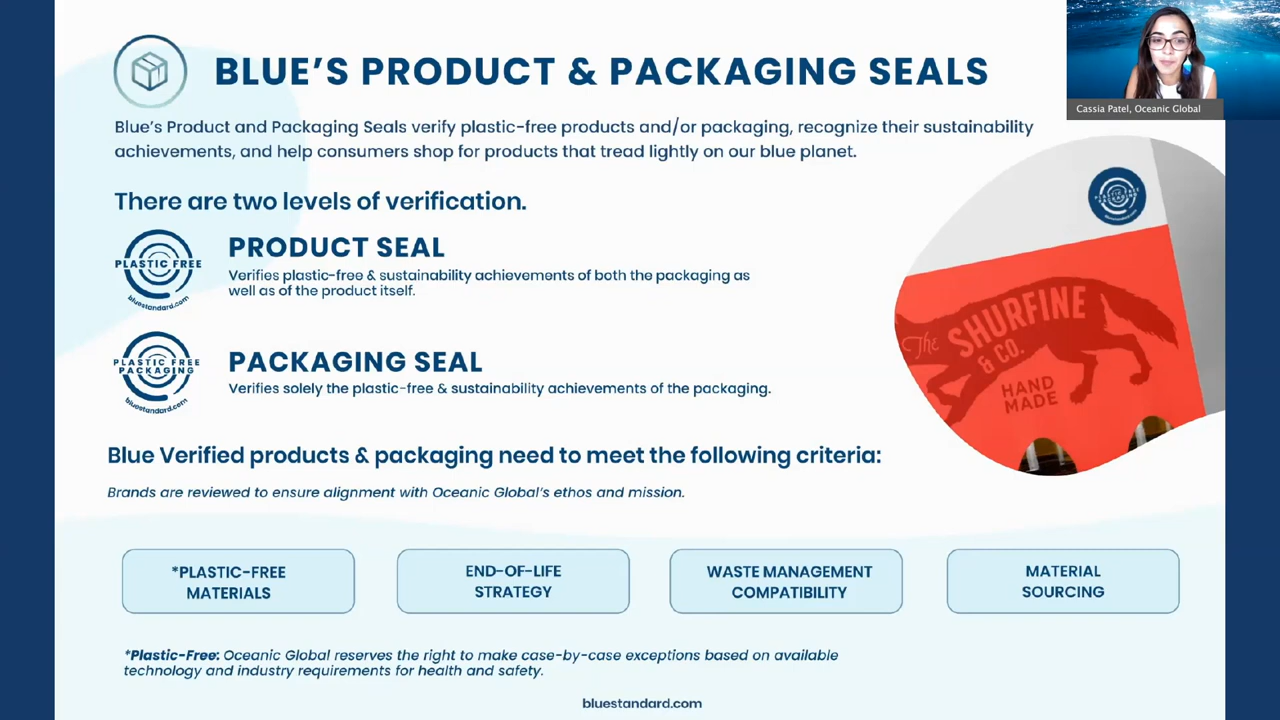 BLUE'S PRODUCT & PACKAGING SEALS
Cassia Patel, Oceanic Global
Blue's Product and Packaging Seals verify plastic-free products and/or packaging, recognize their sustainability
achievements, and help consumers shop for products that tread lightly on our blue planet.
There are two levels of verification.
PLASTIC FREE
bluestandard.com
PRODUCT SEAL
Verifies plastic-free & sustainability achievements of both the packaging as
well as of the product itself.
PLASTIC FREE
PACKAGING
bluestandard.com
PACKAGING SEAL
Verifies solely the plastic-free & sustainability achievements of the packaging.
PLASTIC FREE
PACKAGING
The SHURFINE
& CO.
HAND
MADE
Blue Verified products & packaging need to meet the following criteria:
Brands are reviewed to ensure alignment with Oceanic Global's ethos and mission.
*PLASTIC-FREE
MATERIALS
END-OF-LIFE
STRATEGY
WASTE MANAGEMENT
COMPATIBILITY
MATERIAL
SOURCING
*Plastic-Free: Oceanic Global reserves the right to make case-by-case exceptions based on available
technology and industry requirements for health and safety.
bluestandard.com